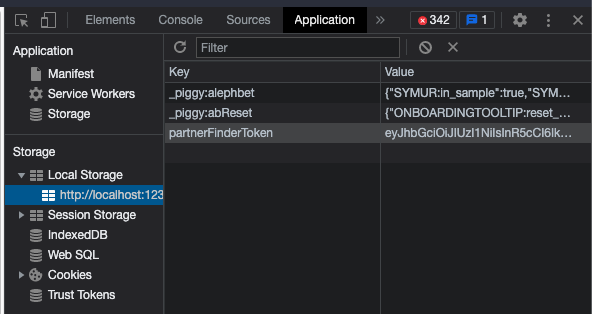 Elements Console Sources Application » 342 1
Application
Manifest
Service Workers
Storage
Storage
Local Storage
http://localhost:123
Session Storage
IndexedDB
Web SQL
Cookies
Trust Tokens
Filter
Key Value
_piggy:alephbet {"SYMUR:in_sample":true,"SYM…
_piggy:abReset {"ONBOARDINGTOOLTIP:reset_…
partnerFinderToken eyJhbGciOiJIUzI1NiIsInR5cCI6Ik…